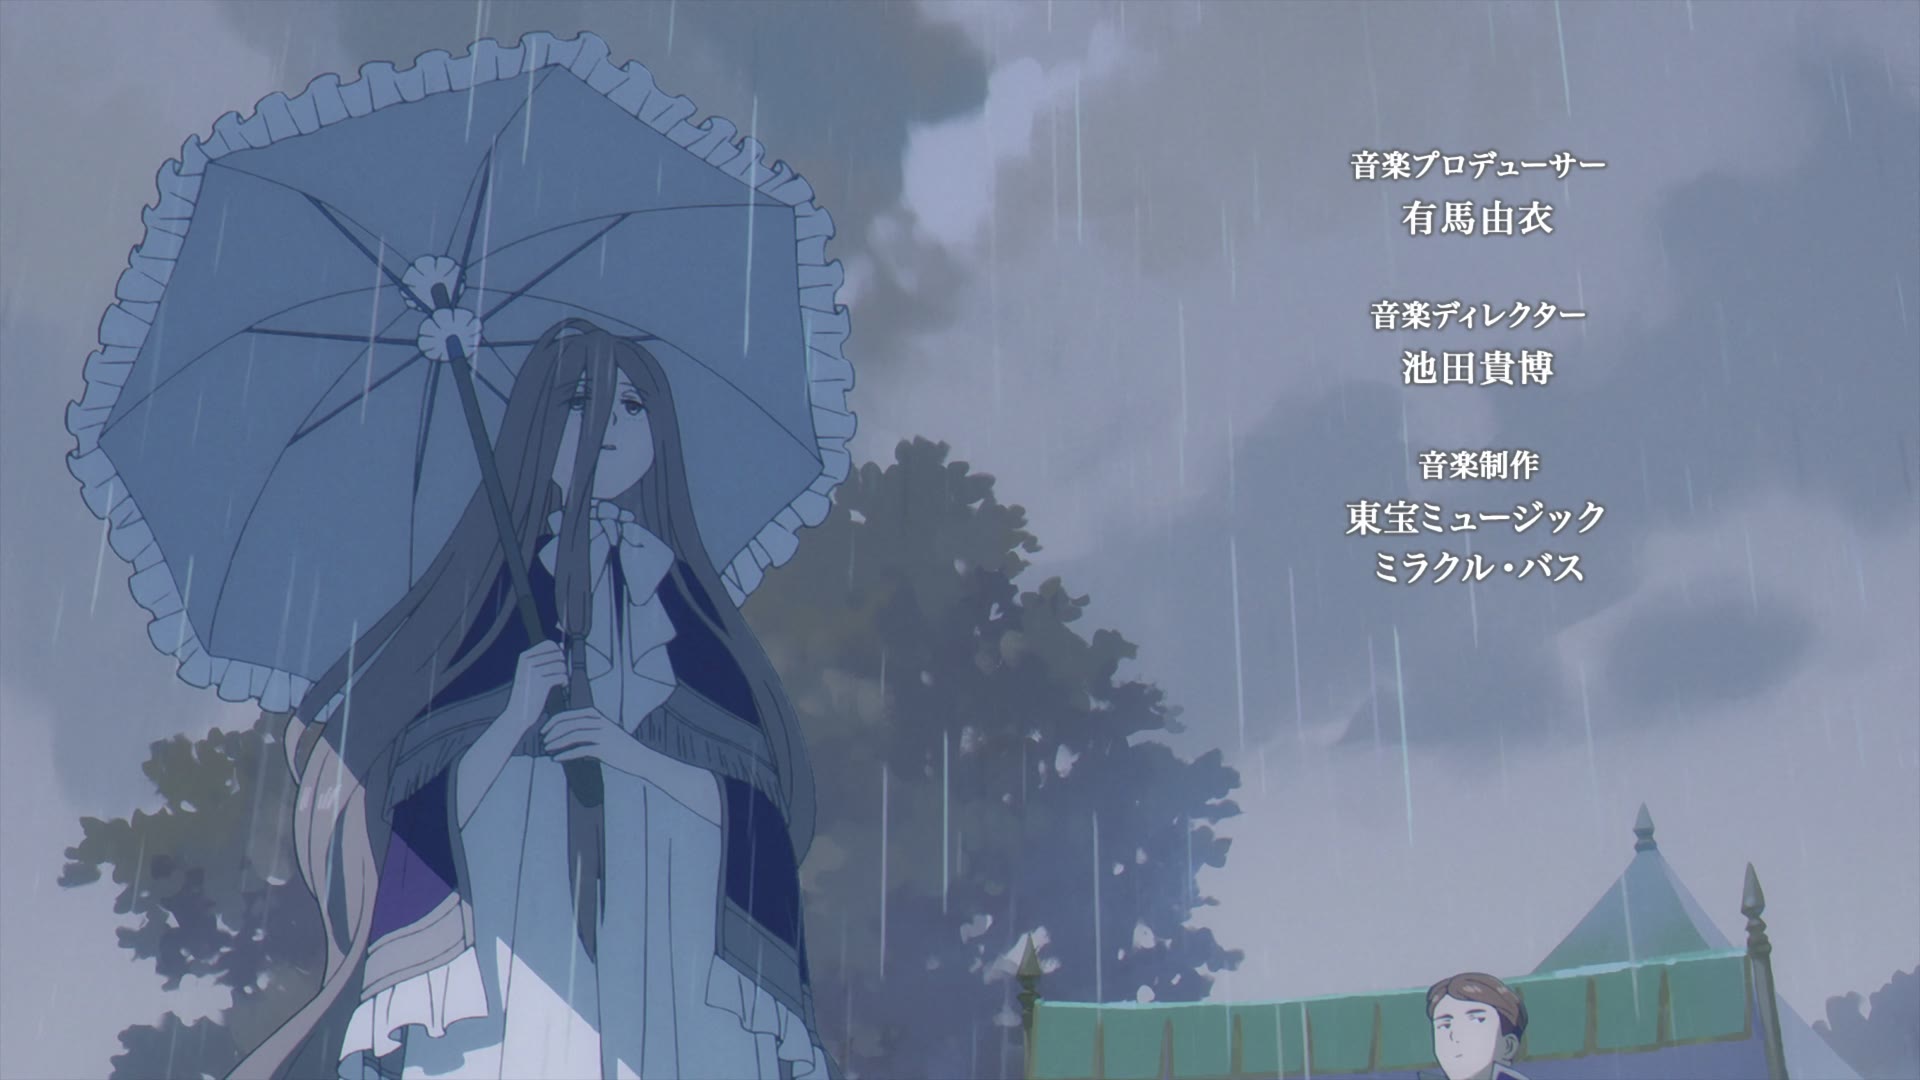 音楽プロデューサー
有馬由衣
音楽ディレクター
池田貴博
音楽制作
東宝ミュージック
ミラクル・バス